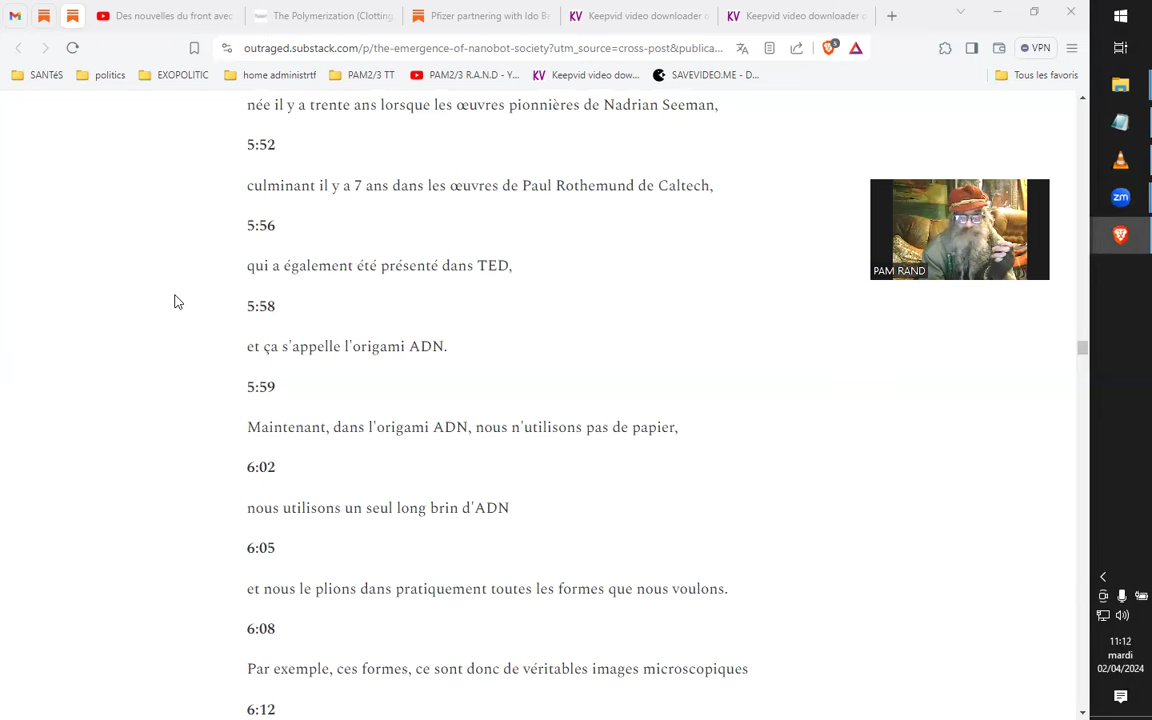 Des nouvelles du front avec
The Polymerization (Clotting
Pfizer partnering with Ido Be
Keepvid video downloader o
Keepvid video downloader o
outraged.substack.com/p/the-emergence-of-nanobot-society?utm_source=cross-post&publica...
5
VPN
SANTéS
politics
EXOPOLITIC
home administrtf
PAM2/3 TT
PAM2/3 R.A.N.D - Y...
KV Keepvid video dow...
SAVEVIDEO.ME - D...
Tous les favoris
née il y a trente ans lorsque les œuvres pionnières de Nadrian Seeman,
5:52
culminant il y a 7 ans dans les œuvres de Paul Rothemund de Caltech,
5:56
qui a également été présenté dans TED,
5:58
et ça s'appelle l'origami ADN.
5:59
Maintenant, dans l'origami ADN, nous n'utilisons pas de papier,
6:02
nous utilisons un seul long brin d'ADN
6:05
et nous le plions dans pratiquement toutes les formes que nous voulons.
6:08
Par exemple, ces formes, ce sont donc de véritables images microscopiques
6:12
PAM RAND
zm
11:12
mardi
02/04/2024